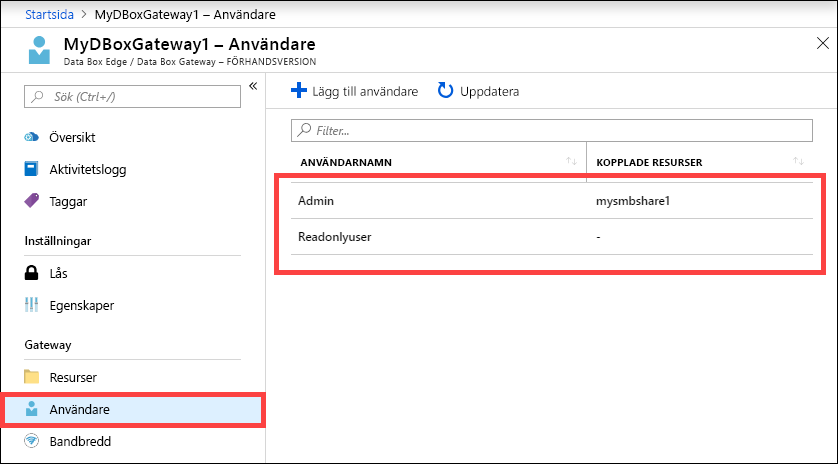 Startsida > MyDBoxGateway1 – Användare
MyDBoxGateway1 – Användare
Data Box Edge / Data Box Gateway – FÖRHANDSVERSION
Sök (Ctrl+/)
Översikt
Aktivitetslogg
Taggar
Inställningar
Lås
Egenskaper
Gateway
Resurser
Användare
Bandbredd
Lägg till användare Uppdatera
Filter...
ANVÄNDARNAMN KOPPLADE RESURSER
Admin mysmbshare1
Readonlyuser -